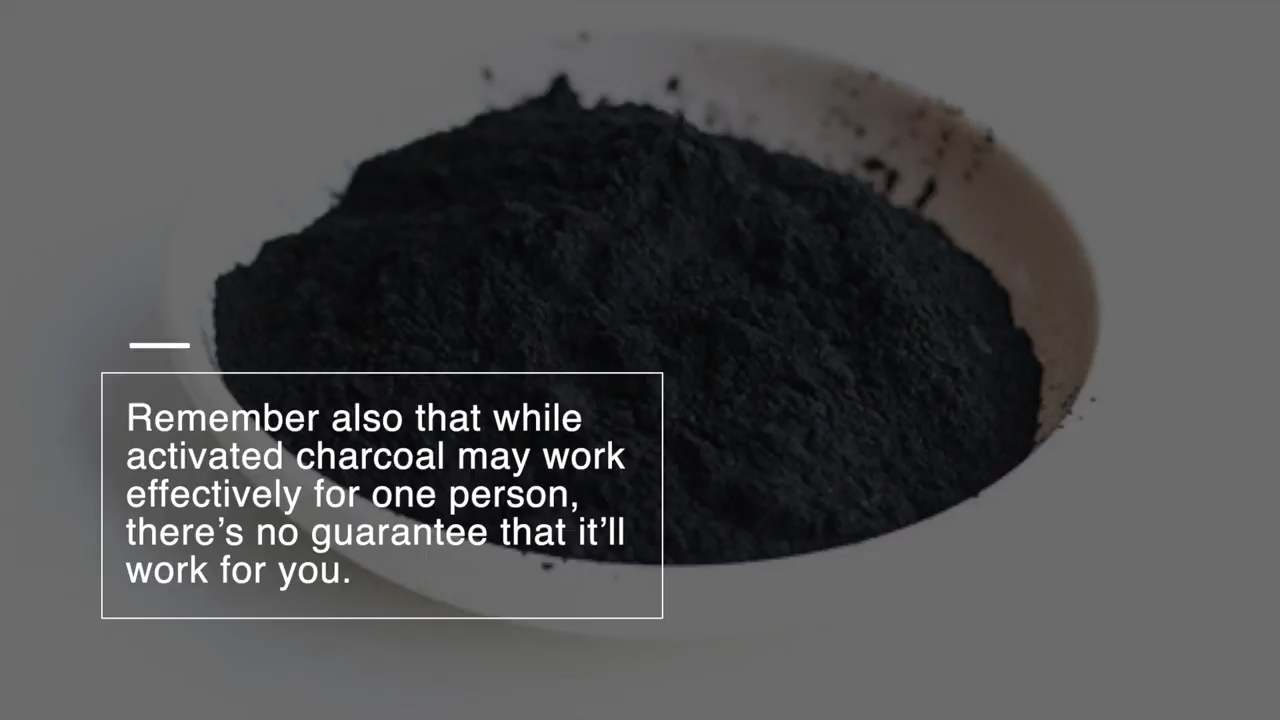 Remember also that while
activated charcoal may work
effectively for one person,
there’s no guarantee that it’ll
work for you.